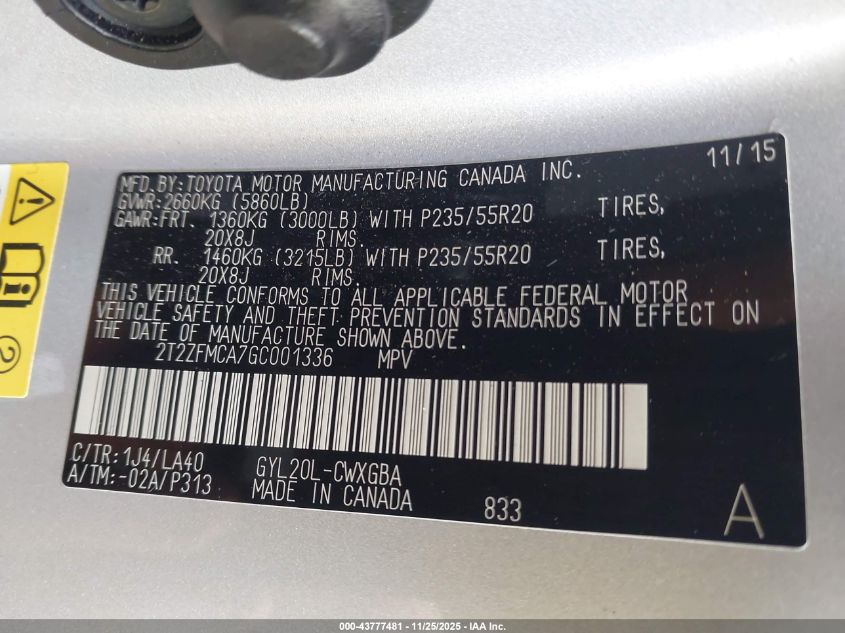 MFD.BY:TOYOTA MOTOR MANUFACTURING CANADA INC. 11/15
GVWR:2660KG (5860LB)
GAWR:FRT. 1360KG (3000LB) WITH P235/55R20 TIRES,
20X8J RIMS.
RR. 1460KG (3215LB) WITH P235/55R20 TIRES,
20X8J RIMS.
THIS VEHICLE CONFORMS TO ALL APPLICABLE FEDERAL MOTOR
VEHICLE SAFETY AND THEFT PREVENTION STANDARDS IN EFFECT ON
THE DATE OF MANUFACTURE SHOWN ABOVE.
2T2ZFMCA7GC001336 MPV
C/TR: 1J4/LA40 GYL20L-CWXGBA
A/TM:-02A/P313 MADE IN CANADA 833 A
2
000-43777481 - 11/25/2025 - IAA Inc.